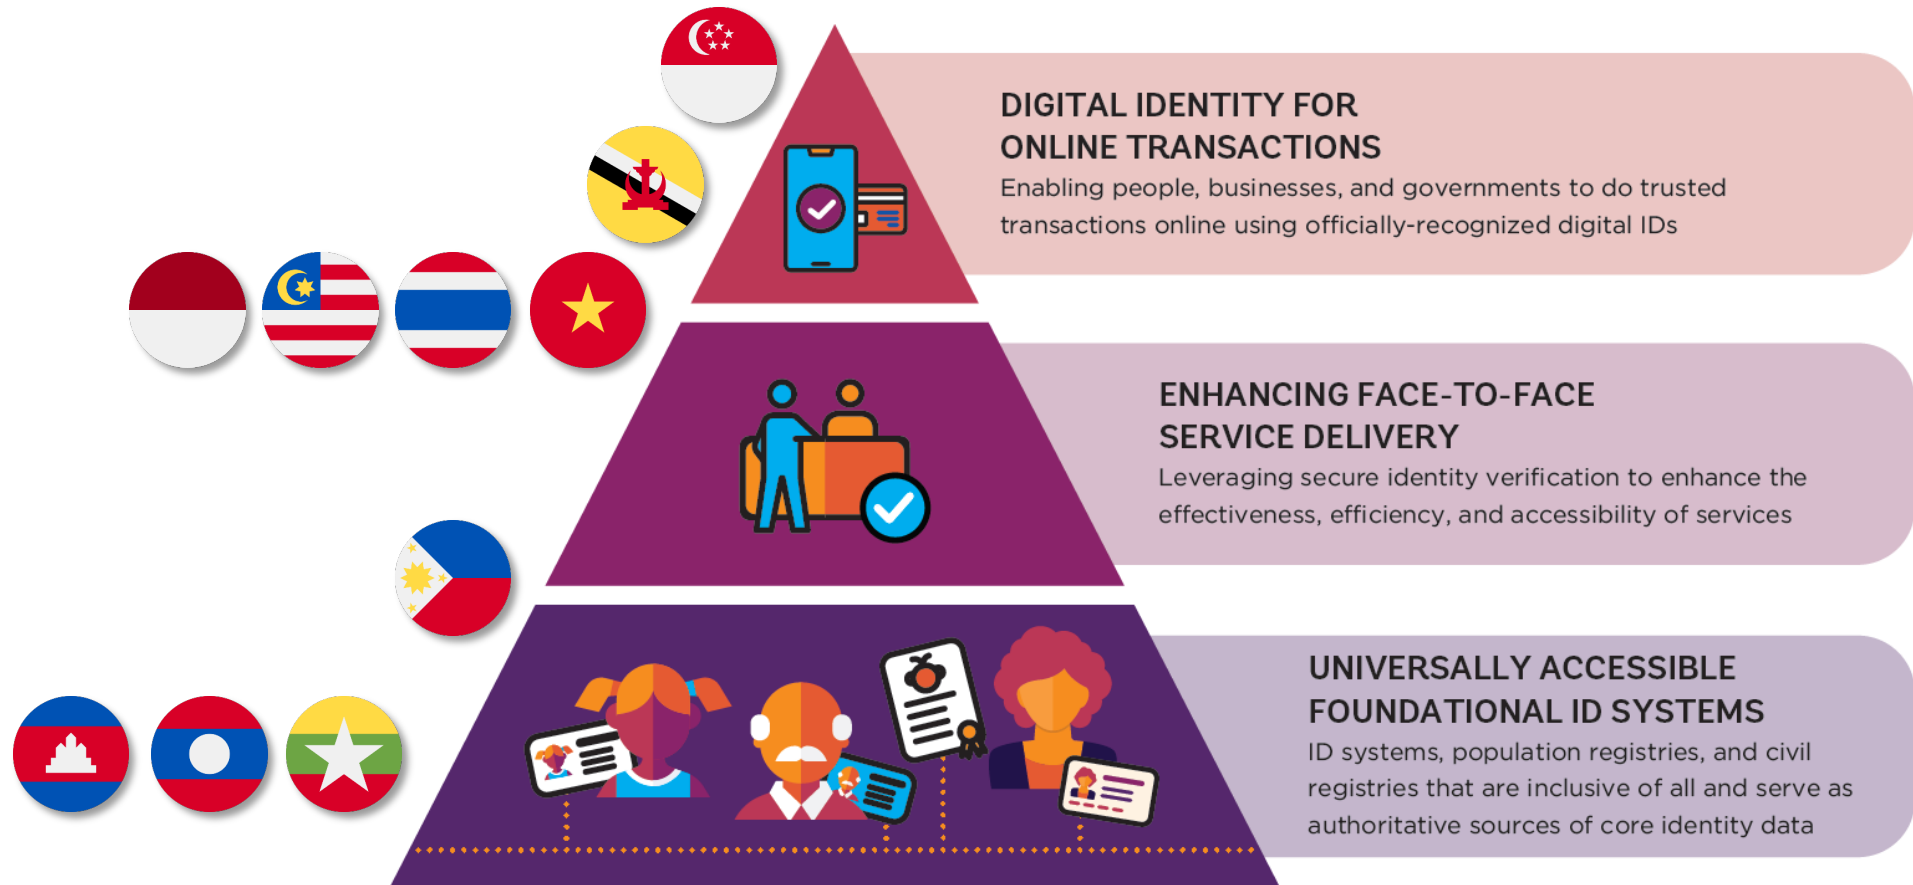 DIGITAL IDENTITY FOR
ONLINE TRANSACTIONS
Enabling people, businesses, and governments to do trusted
transactions online using officially-recognized digital IDs
ENHANCING FACE-TO-FACE
SERVICE DELIVERY
Leveraging secure identity verification to enhance the
effectiveness, efficiency, and accessibility of services
UNIVERSALLY ACCESSIBLE
FOUNDATIONAL ID SYSTEMS
ID systems, population registries, and civil
registries that are inclusive of all and serve as
authoritative sources of core identity data